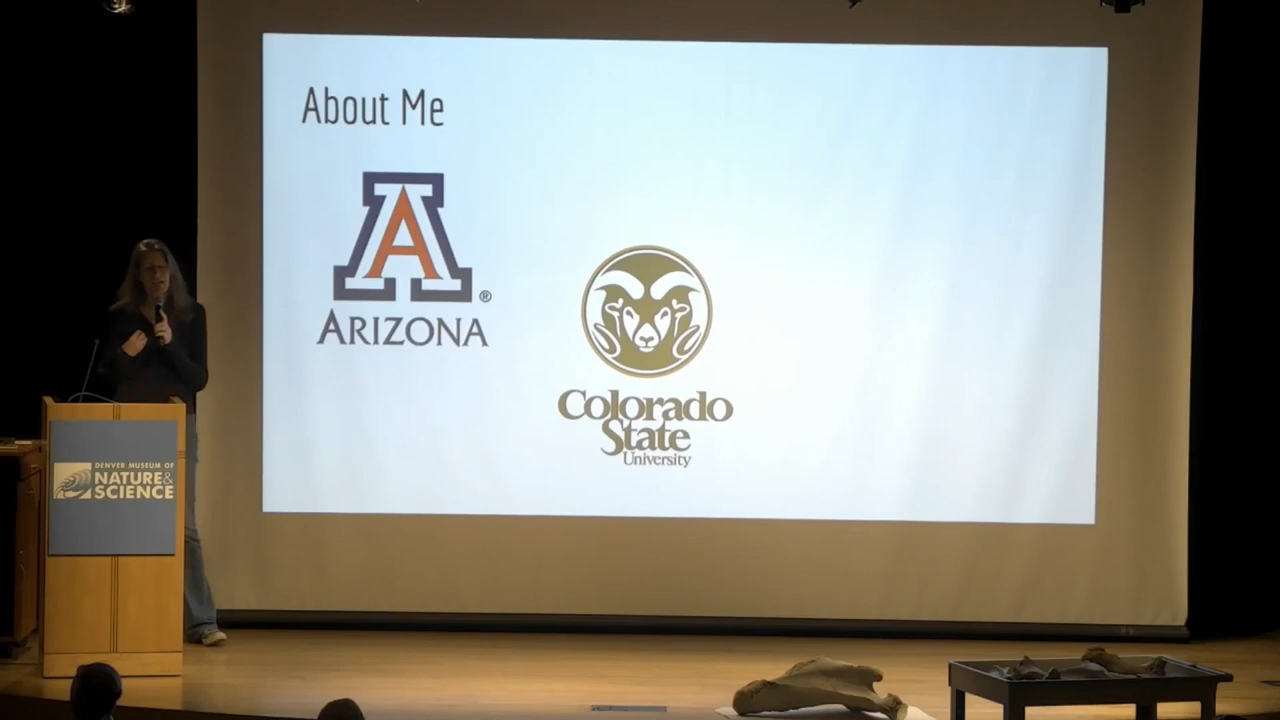 About Me
A
®
ARIZONA
Colorado
State
University
DENVER MUSEUM OF
NATURE &
SCIENCE